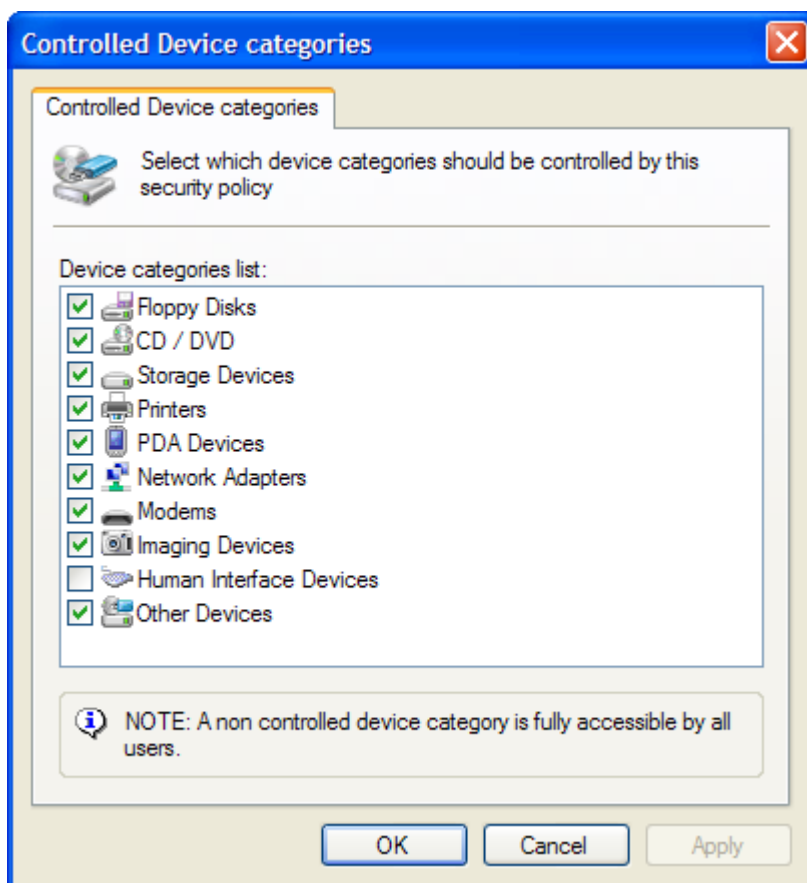 Controlled Device categories
Controlled Device categories
Select which device categories should be controlled by this
security policy
Device categories list:
Floppy Disks
CD / DVD
Storage Devices
Printers
PDA Devices
Network Adapters
Modems
Imaging Devices
Human Interface Devices
Other Devices
NOTE: A non controlled device category is fully accessible by all
users.
OK Cancel Apply